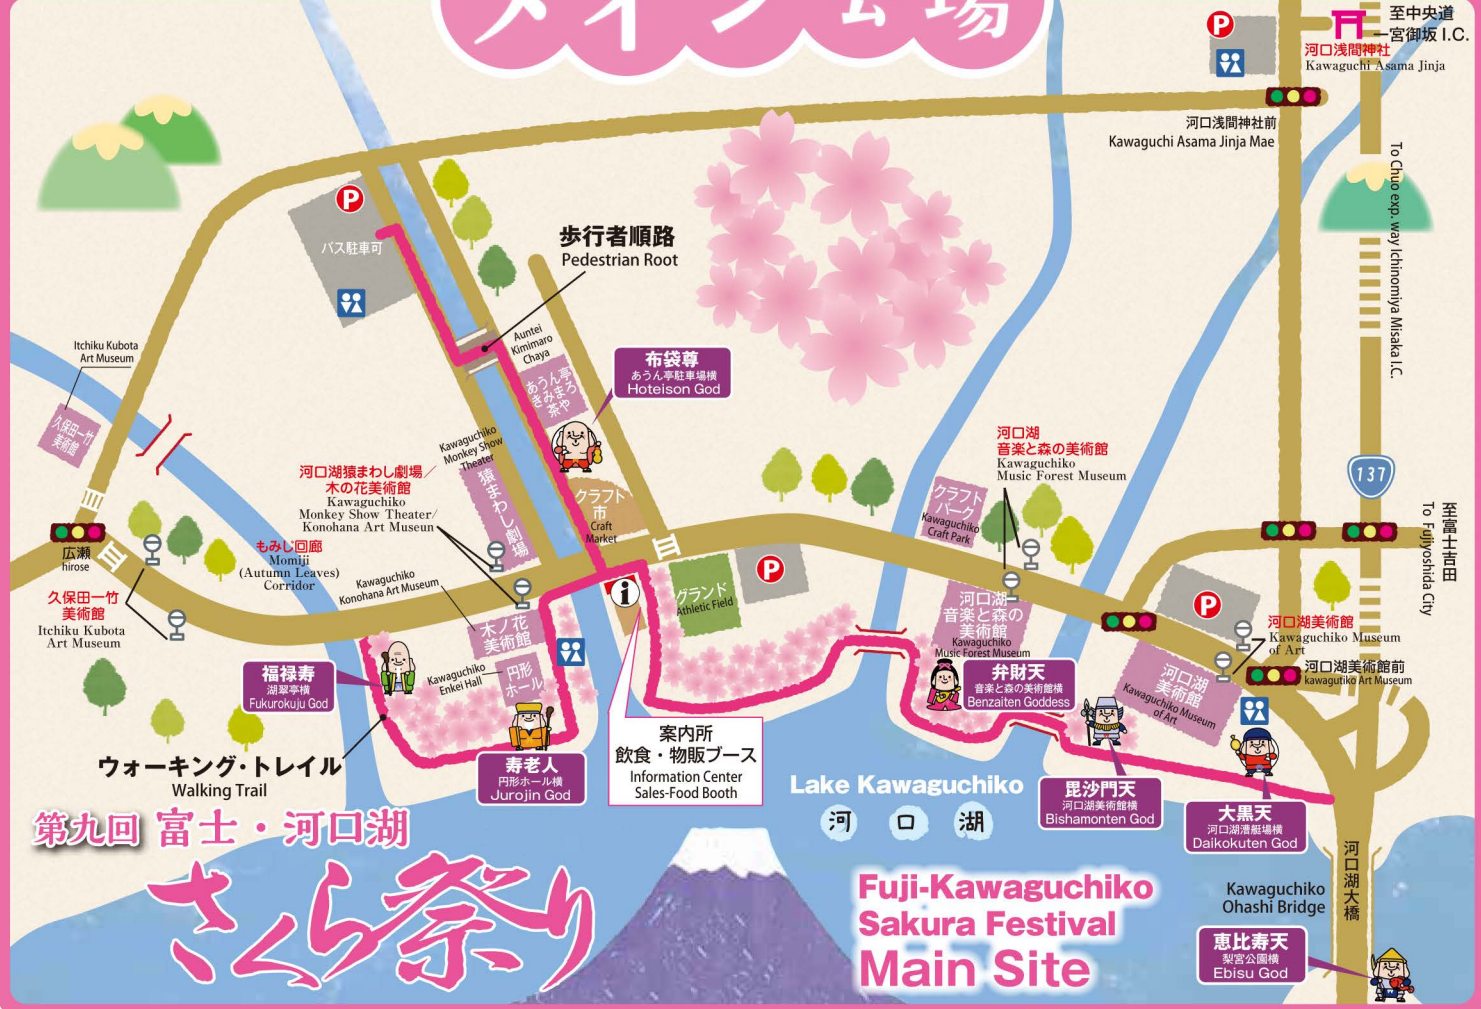 メイン会場
P
至中央道
一宮御坂 I.C.
河口浅間神社
Kawaguchi Asama Jinja
河口浅間神社前
Kawaguchi Asama Jinja Mae
To Chuo exp. way Ichinomiya Misaka I.C.
P
バス駐車可
歩行者順路
Pedestrian Root
Itchiku Kubota
Art Museum
久保田一竹
美術館
Auntei
Kimimaro
Chaya
あうん亭
きみまろ
茶や
布袋尊
あうん亭駐車場横
Hoteison God
Kawaguchiko
Monkey Show
Theater
猿まわし劇場
河口湖猿まわし劇場/
木の花美術館
Kawaguchiko
Monkey Show Theater/
Konohana Art Museun
クラフト
市
Craft
Market
河口湖
音楽と森の美術館
Kawaguchiko
Music Forest Museum
クラフト
パーク
Kawaguchiko
Craft Park
137
至富士吉田
To Fujiyoshida City
広瀬
hirose
もみじ回廊
Momiji
(Autumn Leaves)
Corridor
久保田一竹
美術館
Itchiku Kubota
Art Museum
Kawaguchiko
Konohana Art Museum
木ノ花
美術館
Kawaguchiko
Enkei Hall
円形
ホール
i
グランド
Athletic Field
P
河口湖
音楽と森の
美術館
Kawaguchiko
Music Forest Museum
P
河口湖美術館
Kawaguchiko Museum
of Art
河口湖美術館前
kawagutiko Art Museum
河口湖
美術館
Kawaguchiko Museum
of Art
福禄寿
湖翠亭横
Fukurokuju God
弁財天
音楽と森の美術館横
Benzaiten Goddess
ウォーキング・トレイル
Walking Trail
寿老人
円形ホール横
Jurojin God
案内所
飲食・物販ブース
Information Center
Sales-Food Booth
Lake Kawaguchiko
河口湖
毘沙門天
河口湖美術館横
Bishamonten God
大黒天
河口湖漕艇場横
Daikokuten God
第九回 富士・河口湖
さくら祭り
Fuji-Kawaguchiko
Sakura Festival
Main Site
河口湖大橋
Kawaguchiko
Ohashi Bridge
恵比寿天
梨宮公園横
Ebisu God